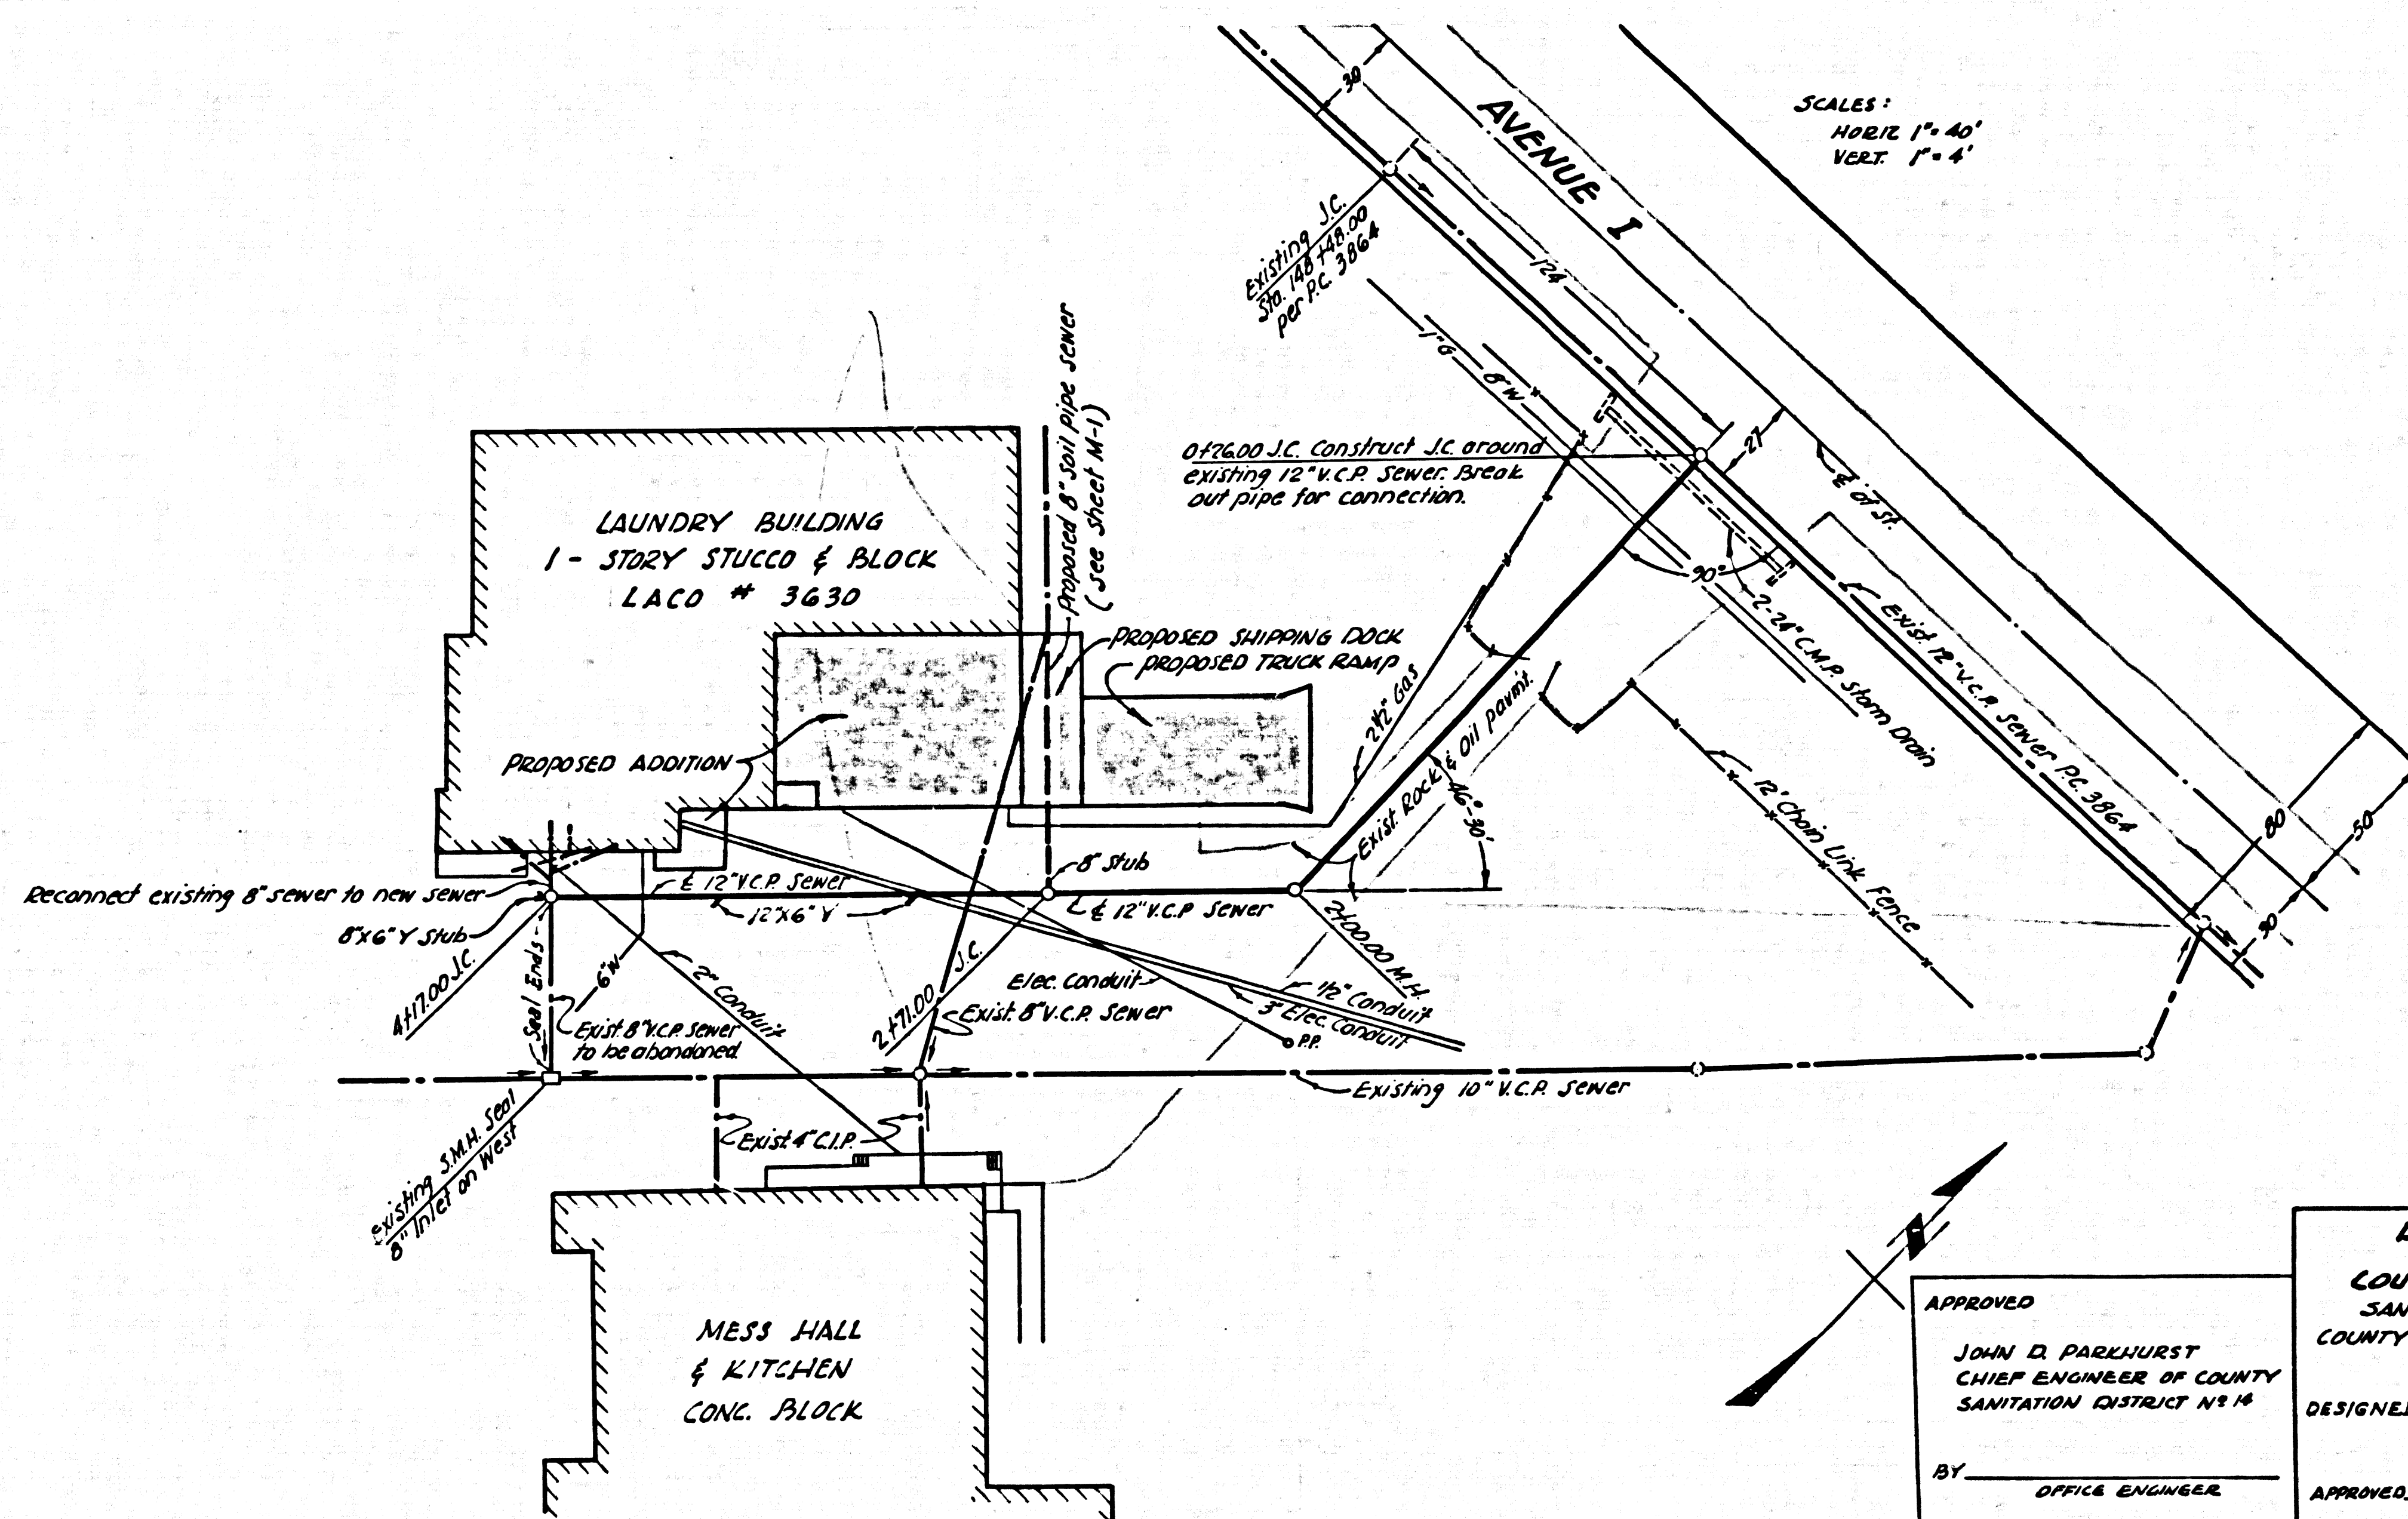 SCALES:
HORIZ 1"=40'
VERT. 1"=4'
AVENUE I
30
124
Existing J.C.
Sta. 148+48.00
per P.C. 3864
1" G
8" W
27
℄ of St.
0+26.00 J.C. Construct J.C. around
existing 12" V.C.P. Sewer. Break
out pipe for connection.
90°
2-24" C.M.P. Storm Drain
Exist. 12" V.C.P. Sewer P.C. 3864
Proposed 8" soil pipe sewer
(see sheet M-1)
LAUNDRY BUILDING
1 - STORY STUCCO & BLOCK
LACO # 3630
PROPOSED SHIPPING DOCK
PROPOSED TRUCK RAMP
PROPOSED ADDITION
2½" Gas
Exist. Rock & Oil pavmt.
46°-30'
12' Chain Link Fence
80
50
30
Reconnect existing 8" sewer to new sewer
8"x6" Y Stub
℄ 12" V.C.P. Sewer
12"x6" Y
8" Stub
℄ 12" V.C.P. Sewer
4+17.00 J.C.
Seal Ends
6" W
2" Conduit
2+71.00 J.C.
2+00.00 M.H.
Elec. Conduit
1½" Conduit
3" Elec. Conduit
P.P.
Exist. 8" V.C.P. Sewer
to be abandoned
Exist. 8" V.C.P. Sewer
Existing 10" V.C.P. Sewer
Exist. 4" C.I.P.
Existing S.M.H. Seal
8" Inlet on West
MESS HALL
& KITCHEN
CONC. BLOCK
N
APPROVED
JOHN D. PARKHURST
CHIEF ENGINEER OF COUNTY
SANITATION DISTRICT Nº 14
BY
OFFICE ENGINEER
COU
SAN
COUNTY
DESIGNE
APPROVED